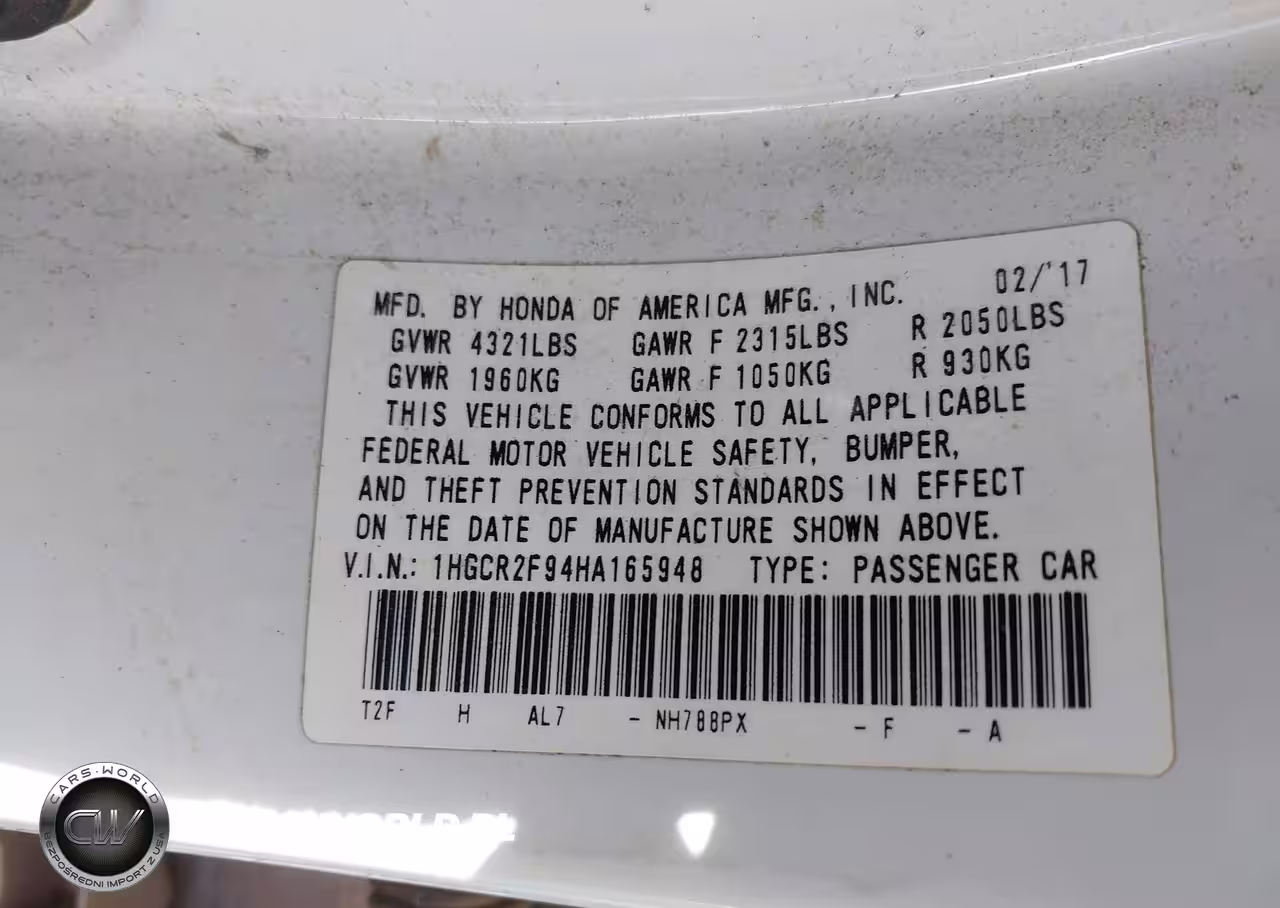 MFD. BY HONDA OF AMERICA MFG., INC. 02/'17
GVWR 4321LBS GAWR F 2315LBS R 2050LBS
GVWR 1960KG GAWR F 1050KG R 930KG
THIS VEHICLE CONFORMS TO ALL APPLICABLE
FEDERAL MOTOR VEHICLE SAFETY, BUMPER,
AND THEFT PREVENTION STANDARDS IN EFFECT
ON THE DATE OF MANUFACTURE SHOWN ABOVE.
V.I.N.: 1HGCR2F94HA165948 TYPE: PASSENGER CAR
T2F H AL7 - NH788PX - F - A
CARS·WORLD
CW
BEZPOŚREDNI IMPORT Z USA